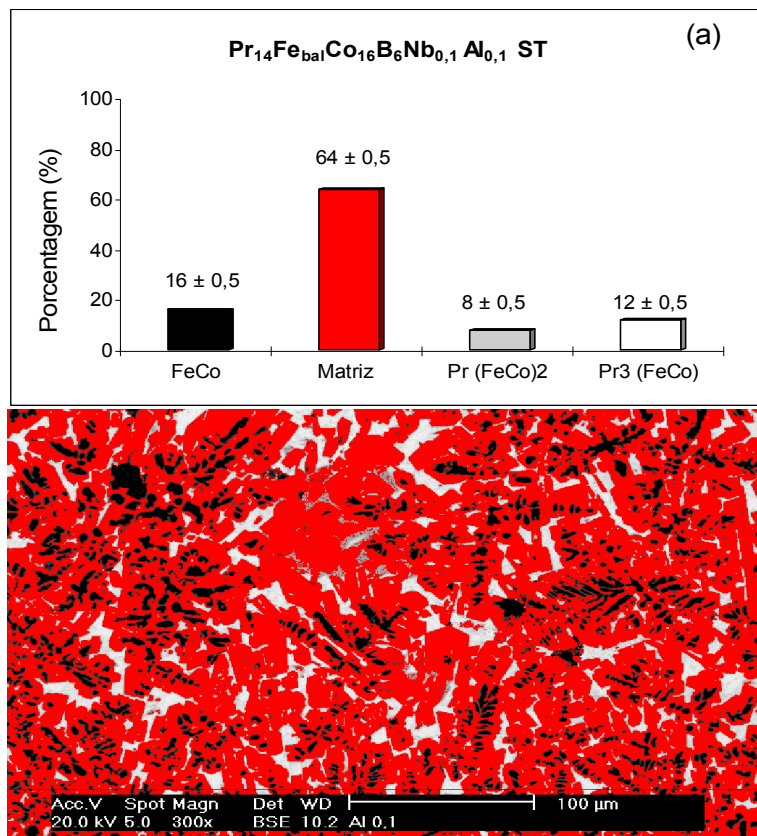 (a)
Pr14FebalCo16B6Nb0,1 Al0,1 ST
Porcentagem (%)
100
80
60
40
20
0
16 ± 0,5
64 ± 0,5
8 ± 0,5
12 ± 0,5
FeCo Matriz Pr (FeCo)2 Pr3 (FeCo)
Acc.V Spot Magn Det WD 100 µm
20.0 kV 5.0 300x BSE 10.2 Al 0,1